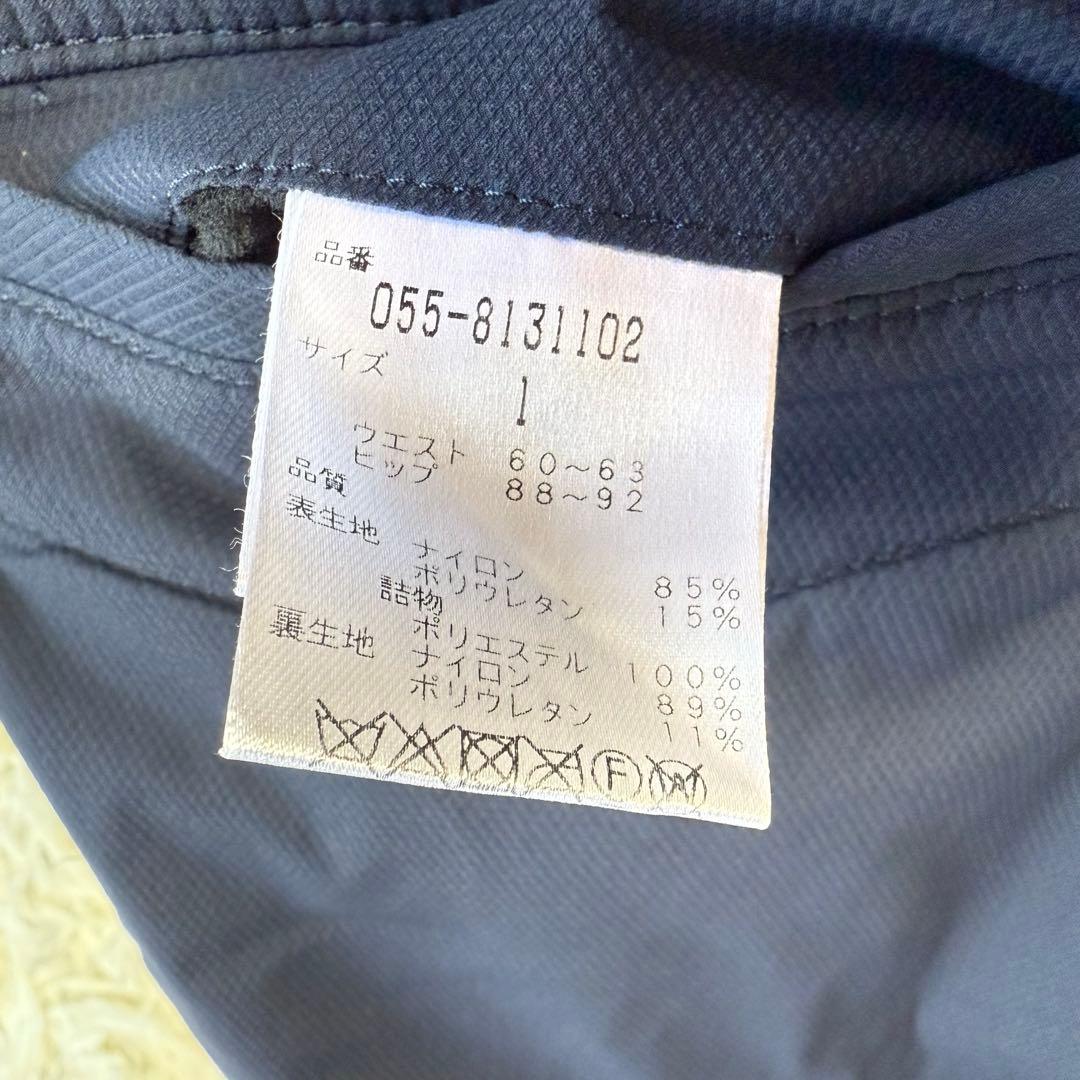 品番
055-8131102
サイズ
1
ウエスト 60～63
ヒップ 88～92
品質
表生地
ナイロン 85%
ポリウレタン 15%
詰物
ポリエステル 100%
裏生地
ナイロン 89%
ポリウレタン 11%
F W